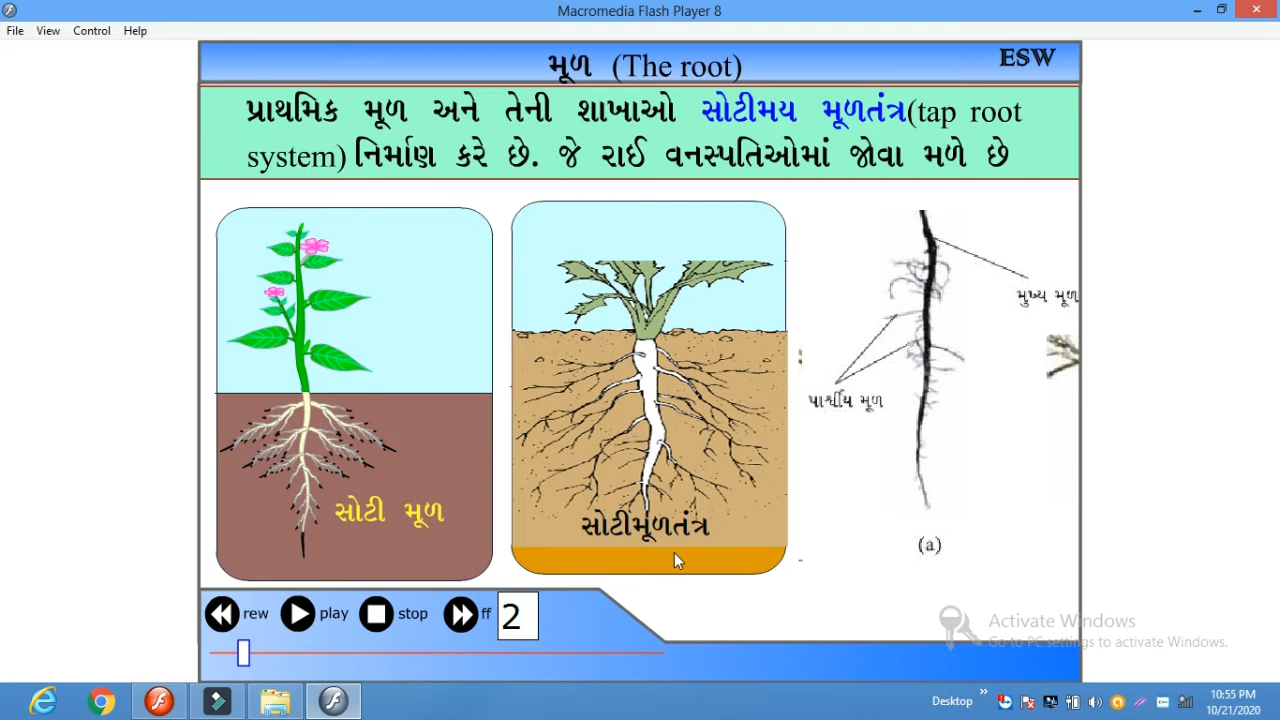 Macromedia Flash Player 8
File View Control Help
મૂળ (The root)
ESW
પ્રાથમિક મૂળ અને તેની શાખાઓ સોટીમય મૂળતંત્ર(tap root
system) નિર્માણ કરે છે. જે રાઈ વનસ્પતિઓમાં જોવા મળે છે
મુખ્ય મૂળ
પાર્શ્વીય મૂળ
સોટી મૂળ
સોટીમૂળતંત્ર
(a)
rew play stop ff 2
Activate Windows
Go to PC settings to activate Windows.
Desktop
10:55 PM
10/21/2020